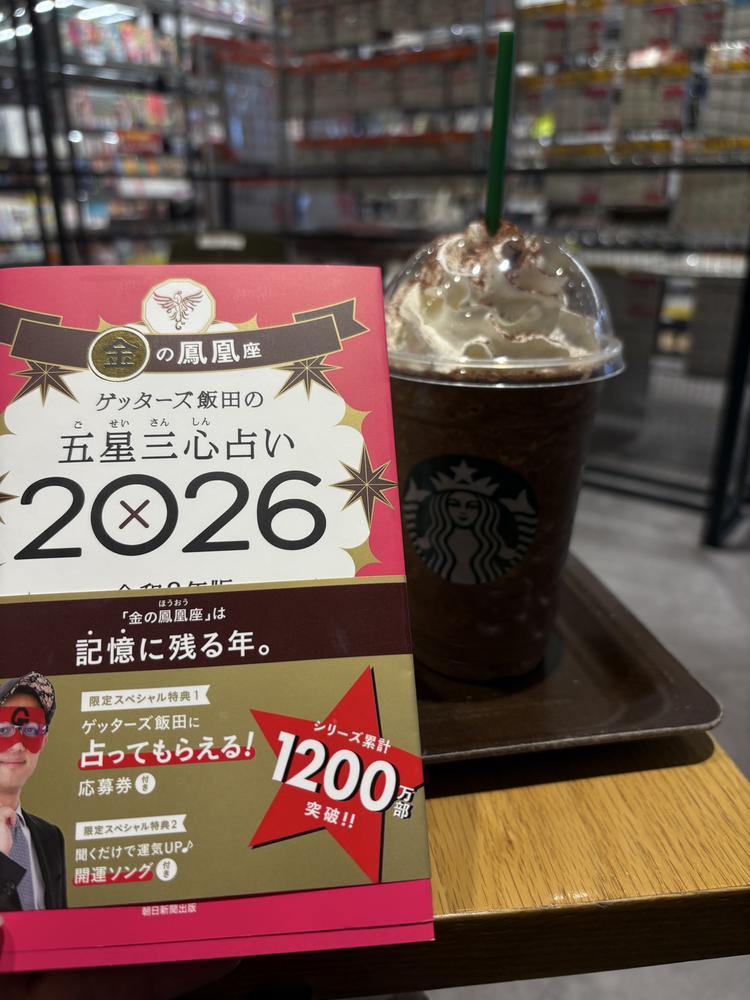 金の鳳凰座
ゲッターズ飯田の
ご せい さん しん
五星三心占い
2026
ほうおう
「金の鳳凰座」は
記憶に残る年。
限定スペシャル特典1
ゲッターズ飯田に
占ってもらえる!
応募券付き
限定スペシャル特典2
聞くだけで運気UP♪
開運ソング付き
シリーズ累計
1200万部
突破!!
G
朝日新聞出版